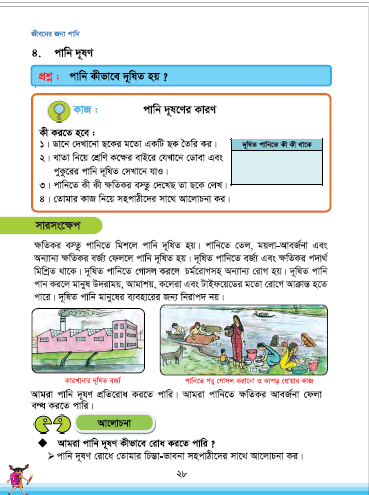 জীবনের জন্য পানি
৪. পানি দূষণ
প্রশ্ন : পানি কীভাবে দূষিত হয় ?
কাজ : পানি দূষণের কারণ
কী করতে হবে :
১। ডানে দেখানো ছকের মতো একটি ছক তৈরি কর।
২। খাতা নিয়ে শ্রেণি কক্ষের বাইরে যেখানে ডোবা এবং
পুকুরের পানি দূষিত সেখানে যাও।
৩। পানিতে কী কী ক্ষতিকর বস্তু দেখেছ তা ছকে লেখ।
৪। তোমার কাজ নিয়ে সহপাঠীদের সাথে আলোচনা কর।
দূষিত পানিতে কী কী থাকে
সারসংক্ষেপ
ক্ষতিকর বস্তু পানিতে মিশলে পানি দূষিত হয়। পানিতে তেল, ময়লা-আবর্জনা এবং
অন্যান্য ক্ষতিকর বর্জ্য ফেললে পানি দূষিত হয়। দূষিত পানিতে বর্জ্য এবং ক্ষতিকর পদার্থ
মিশ্রিত থাকে। দূষিত পানিতে গোসল করলে চর্মরোগসহ অন্যান্য রোগ হয়। দূষিত পানি
পান করলে মানুষ উদরাময়, আমাশয়, কলেরা এবং টাইফয়েডের মতো রোগে আক্রান্ত হতে
পারে। দূষিত পানি মানুষের ব্যবহারের জন্য নিরাপদ নয়।
কারখানার দূষিত বর্জ্য
পানিতে গরু গোসল করানো ও কাপড় ধোয়ার কাজ
আমরা পানি দূষণ প্রতিরোধ করতে পারি। আমরা পানিতে ক্ষতিকর আবর্জনা ফেলা
বন্ধ করতে পারি।
আলোচনা
◆ আমরা পানি দূষণ কীভাবে রোধ করতে পারি ?
➢ পানি দূষণ রোধে তোমার চিন্তা-ভাবনা সহপাঠীদের সাথে আলোচনা কর।
২৮